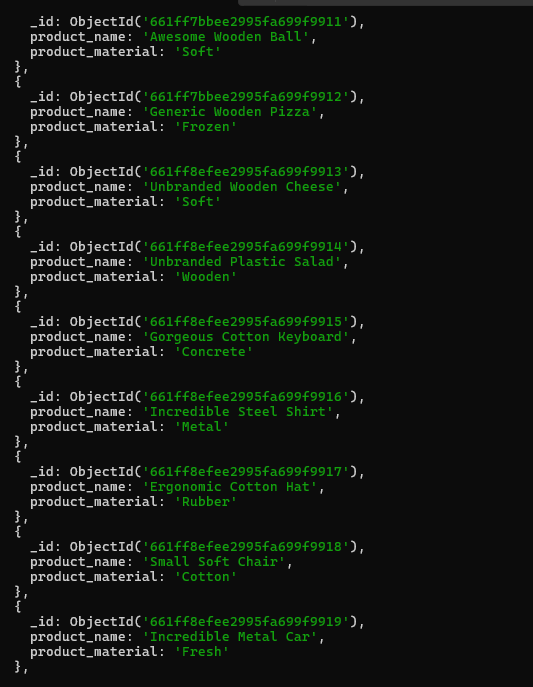 _id: ObjectId('661ff7bbee2995fa699f9911'),
product_name: 'Awesome Wooden Ball',
product_material: 'Soft'
},
{
_id: ObjectId('661ff7bbee2995fa699f9912'),
product_name: 'Generic Wooden Pizza',
product_material: 'Frozen'
},
{
_id: ObjectId('661ff8efee2995fa699f9913'),
product_name: 'Unbranded Wooden Cheese',
product_material: 'Soft'
},
{
_id: ObjectId('661ff8efee2995fa699f9914'),
product_name: 'Unbranded Plastic Salad',
product_material: 'Wooden'
},
{
_id: ObjectId('661ff8efee2995fa699f9915'),
product_name: 'Gorgeous Cotton Keyboard',
product_material: 'Concrete'
},
{
_id: ObjectId('661ff8efee2995fa699f9916'),
product_name: 'Incredible Steel Shirt',
product_material: 'Metal'
},
{
_id: ObjectId('661ff8efee2995fa699f9917'),
product_name: 'Ergonomic Cotton Hat',
product_material: 'Rubber'
},
{
_id: ObjectId('661ff8efee2995fa699f9918'),
product_name: 'Small Soft Chair',
product_material: 'Cotton'
},
{
_id: ObjectId('661ff8efee2995fa699f9919'),
product_name: 'Incredible Metal Car',
product_material: 'Fresh'
},